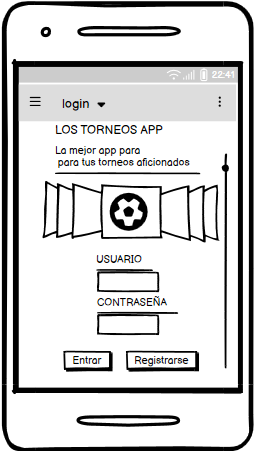 22:41
login
LOS TORNEOS APP
La mejor app para
para tus torneos aficionados
USUARIO
CONTRASEÑA
Entrar
Registrarse